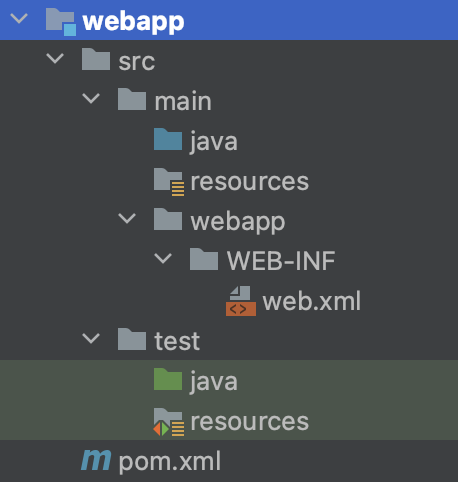 webapp
src
main
java
resources
webapp
WEB-INF
web.xml
test
java
resources
pom.xml